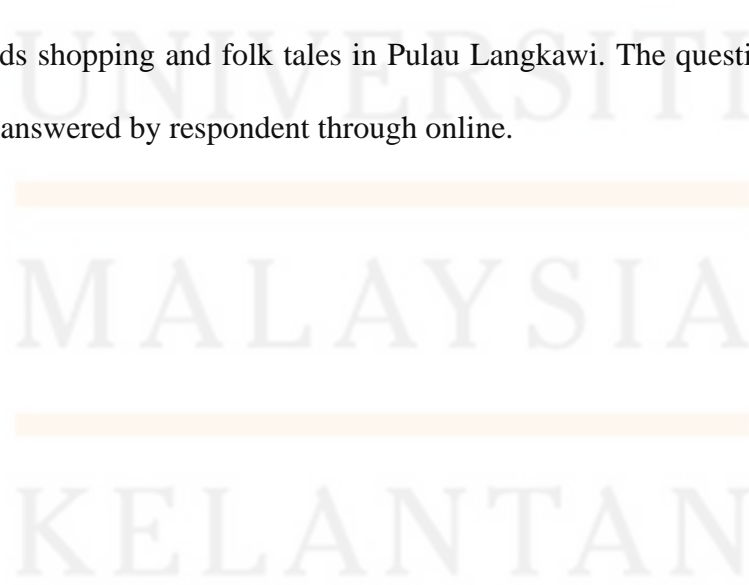 ds shopping and folk tales in Pulau Langkawi. The questi
UNIVERSITI
answered by respondent through online.
MALAYSIA
KELANTAN